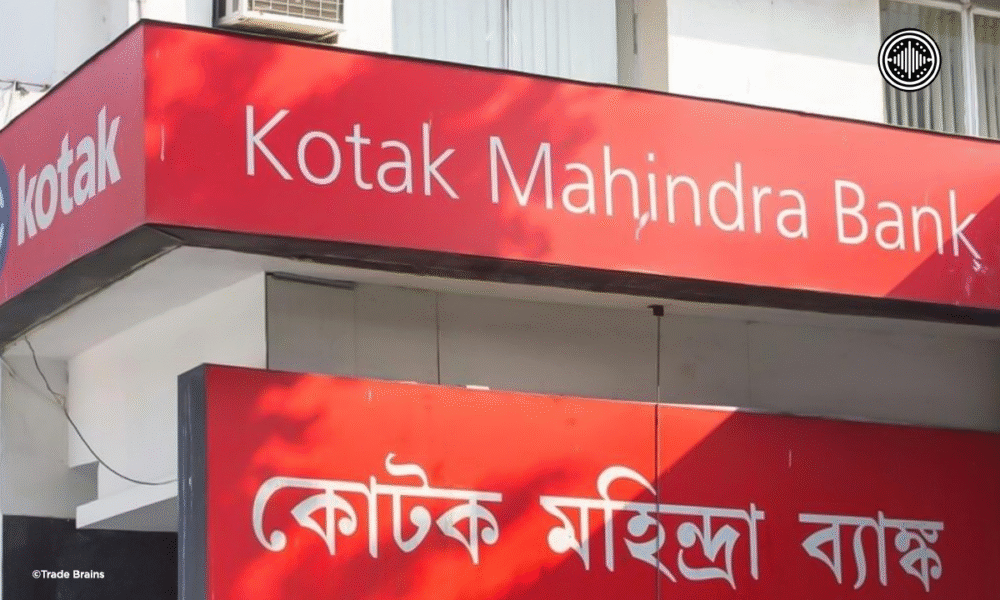 kotak
Kotak Mahindra Bank
কোটক মহিন্দ্রা ব্যাঙ্ক
©Trade Brains